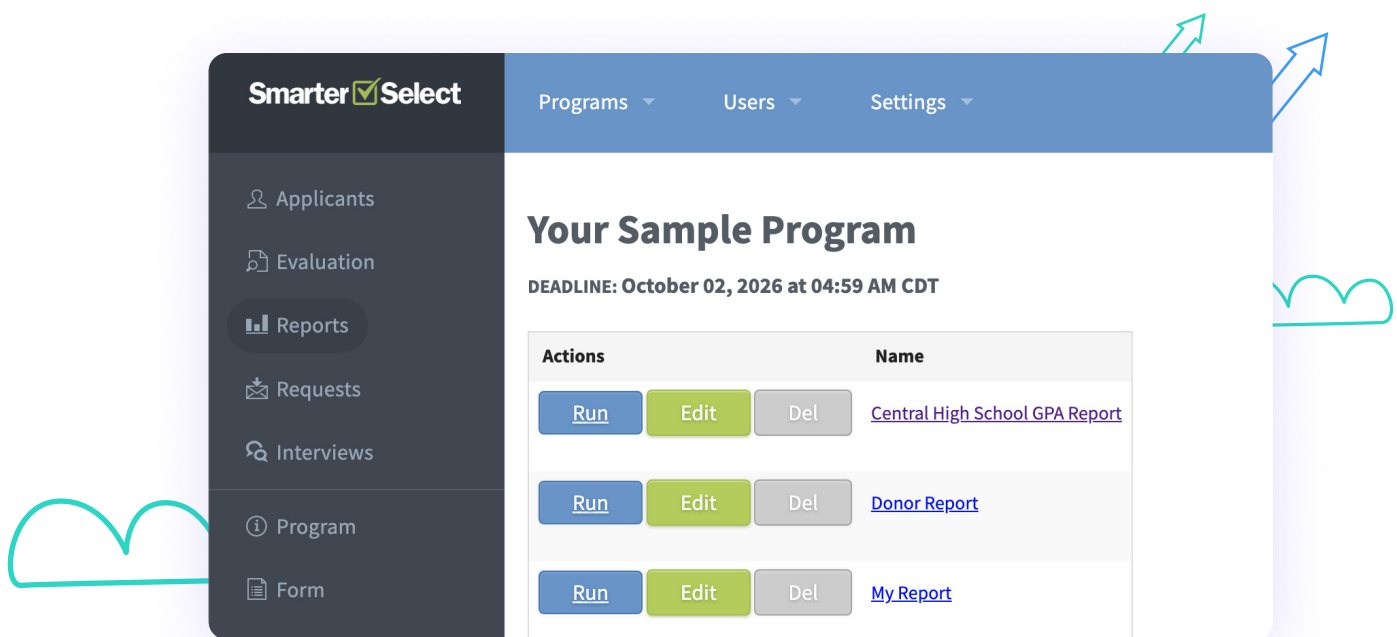 Smarter Select
Programs Users Settings
Applicants
Evaluation
Reports
Requests
Interviews
Program
Form
Your Sample Program
DEADLINE: October 02, 2026 at 04:59 AM CDT
Actions Name
Run Edit Del Central High School GPA Report
Run Edit Del Donor Report
Run Edit Del My Report